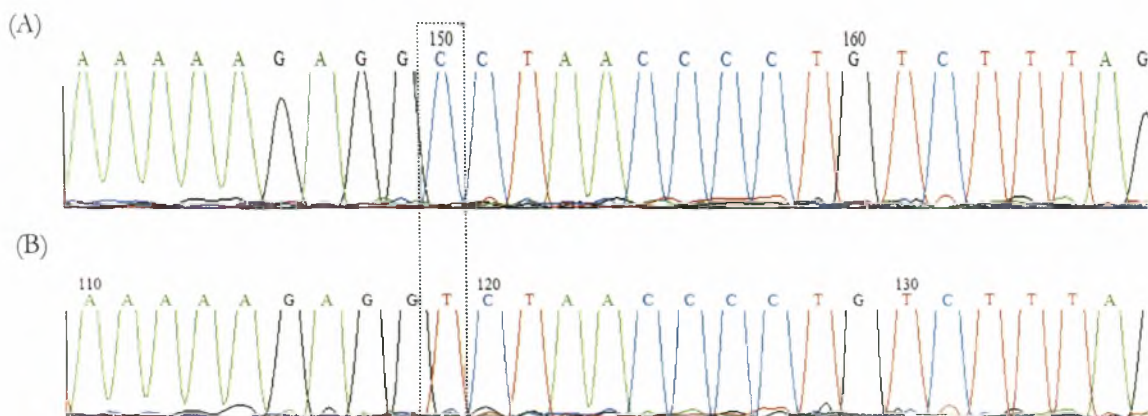 (A)
150 160
A A A A A G A G G C C T A A C C C C T G T C T T T A G
(B)
110 120 130
A A A A A G A G G T C T A A C C C C T G T C T T T A